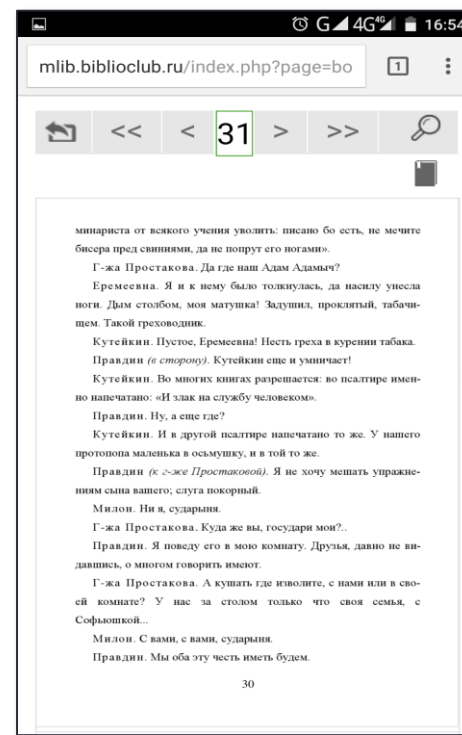 G 4G 4G 16:54
mlib.biblioclub.ru/index.php?page=bo 1
<< < 31 > >>
минариста от всякого учения уволить: писано бо есть, не мечите
бисера пред свиниями, да не попрут его ногами».
Г-жа Простакова. Да где наш Адам Адамыч?
Еремеевна. Я и к нему было толкнулась, да насилу унесла
ноги. Дым столбом, моя матушка! Задушил, проклятый, табачи-
щем. Такой греховодник.
Кутейкин. Пустое, Еремеевна! Несть греха в курении табака.
Правдин (в сторону). Кутейкин еще и умничает!
Кутейкин. Во многих книгах разрешается: во псалтире имен-
но напечатано: «И злак на службу человеком».
Правдин. Ну, а еще где?
Кутейкин. И в другой псалтире напечатано то же. У нашего
протопопа маленька в осьмушку, и в той то же.
Правдин (к г-же Простаковой). Я не хочу мешать упражне-
ниям сына вашего; слуга покорный.
Милон. Ни я, сударыня.
Г-жа Простакова. Куда же вы, государи мои?..
Правдин. Я поведу его в мою комнату. Друзья, давно не ви-
давшись, о многом говорить имеют.
Г-жа Простакова. А кушать где изволите, с нами или в сво-
ей комнате? У нас за столом только что своя семья, с
Софьюшкой...
Милон. С вами, с вами, сударыня.
Правдин. Мы оба эту честь иметь будем.
30